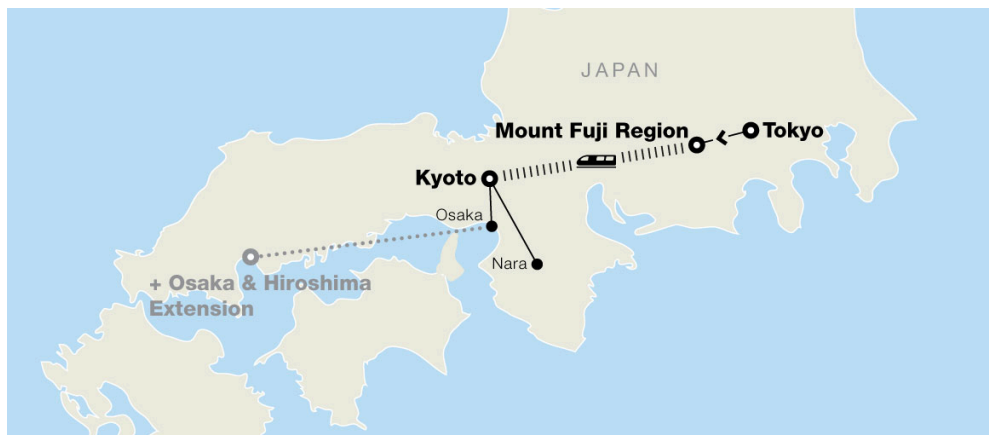 JAPAN
Mount Fuji Region
Tokyo
Kyoto
Osaka
Nara
+ Osaka & Hiroshima
Extension